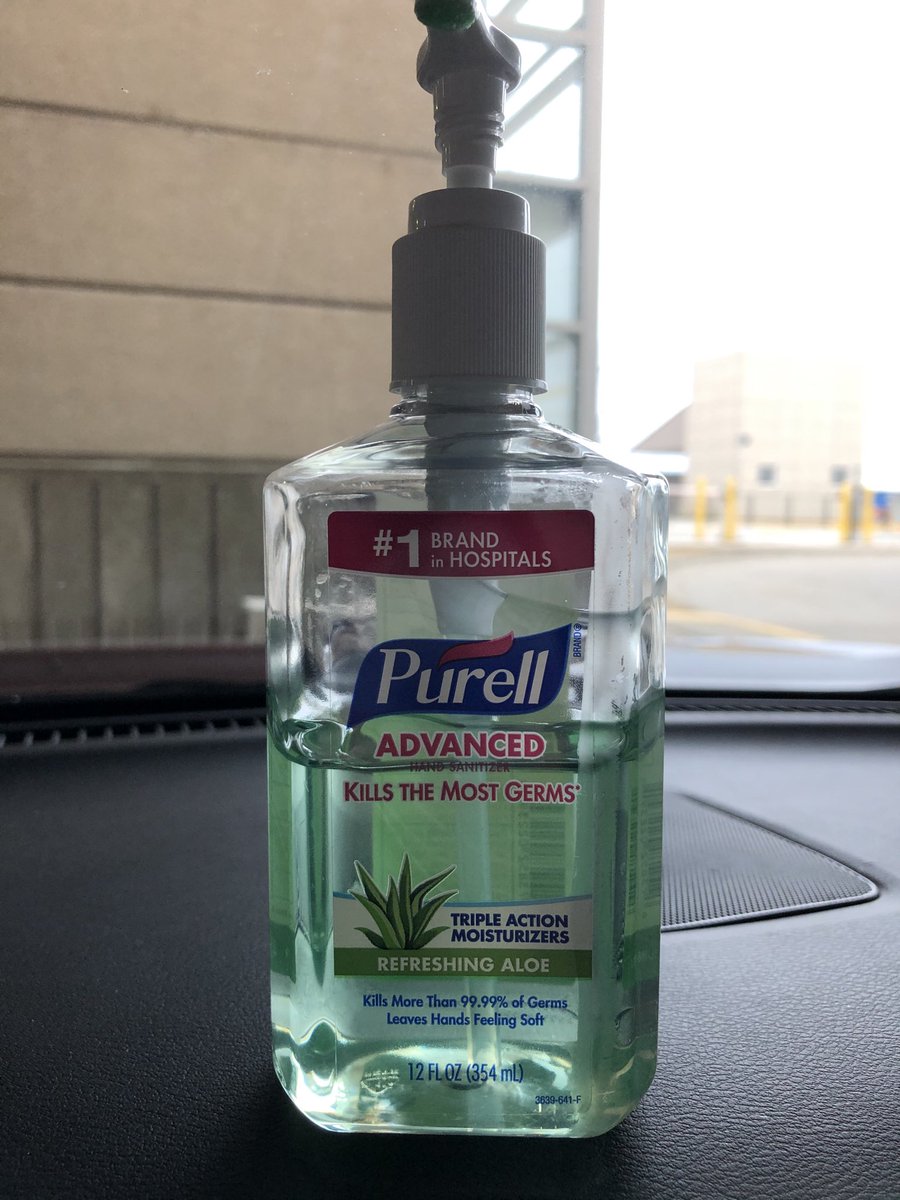 #1 BRAND
in HOSPITALS
Purell
BRAND®
ADVANCED
HAND SANITIZER
KILLS THE MOST GERMS*
TRIPLE ACTION
MOISTURIZERS
REFRESHING ALOE
Kills More Than 99.99% of Germs
Leaves Hands Feeling Soft
12 FL OZ (354 mL)
3639-641-F